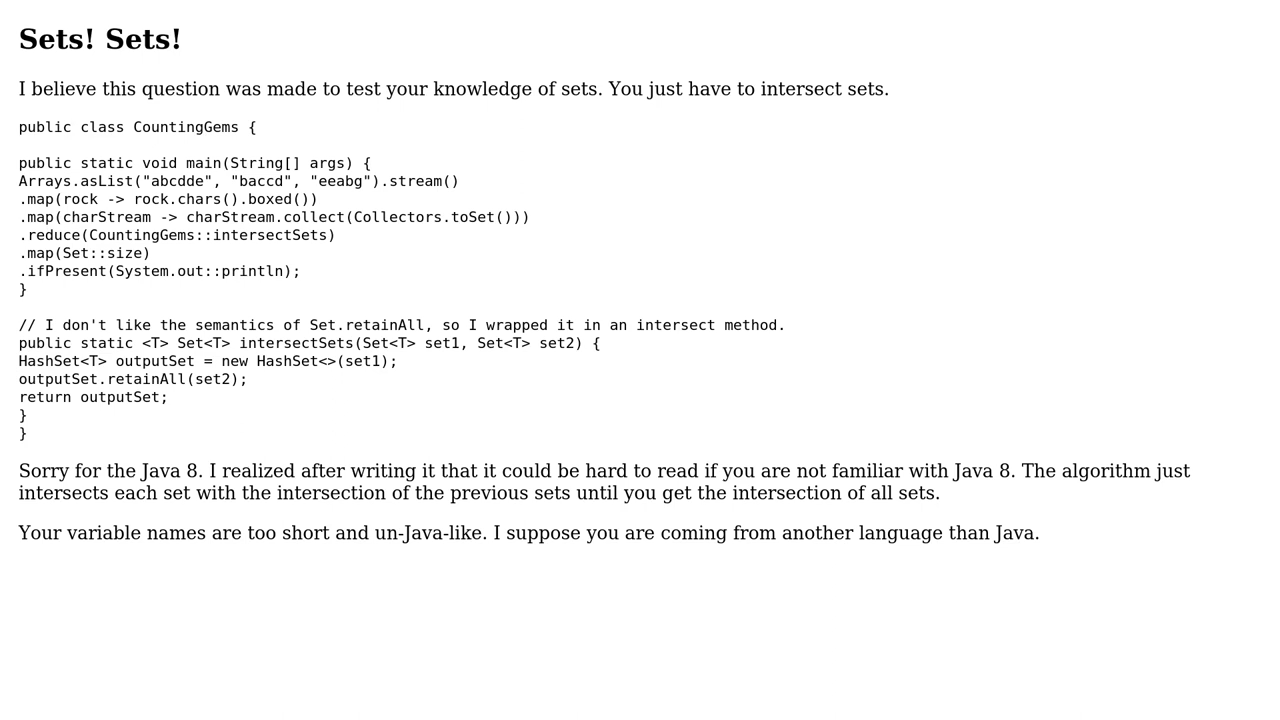 Sets! Sets!
I believe this question was made to test your knowledge of sets. You just have to intersect sets.
public class CountingGems {
public static void main(String[] args) {
Arrays.asList("abcdde", "baccd", "eeabg").stream()
.map(rock -> rock.chars().boxed())
.map(charStream -> charStream.collect(Collectors.toSet()))
.reduce(CountingGems::intersectSets)
.map(Set::size)
.ifPresent(System.out::println);
}
// I don't like the semantics of Set.retainAll, so I wrapped it in an intersect method.
public static <T> Set<T> intersectSets(Set<T> set1, Set<T> set2) {
HashSet<T> outputSet = new HashSet<>(set1);
outputSet.retainAll(set2);
return outputSet;
}
}
Sorry for the Java 8. I realized after writing it that it could be hard to read if you are not familiar with Java 8. The algorithm just
intersects each set with the intersection of the previous sets until you get the intersection of all sets.
Your variable names are too short and un-Java-like. I suppose you are coming from another language than Java.